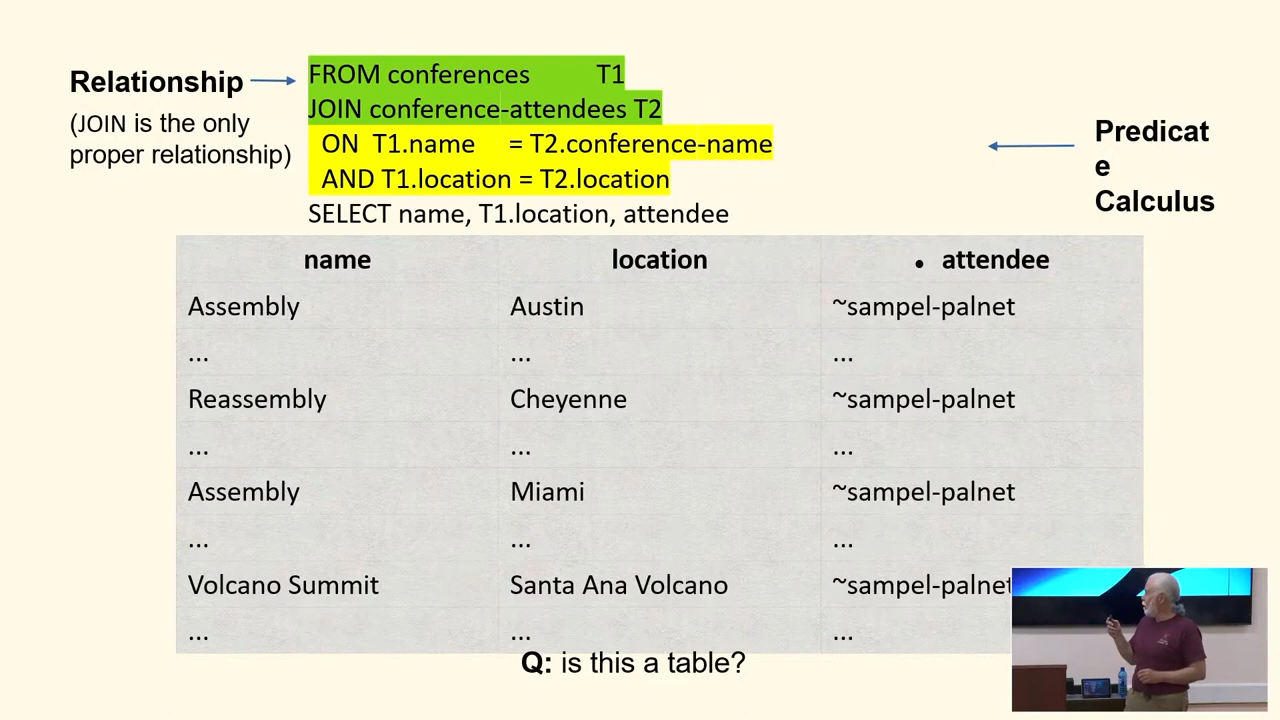 Relationship
(JOIN is the only
proper relationship)
FROM conferences T1
JOIN conference-attendees T2
ON T1.name = T2.conference-name
AND T1.location = T2.location
SELECT name, T1.location, attendee
Predicat
e
Calculus
name location • attendee
Assembly Austin ~sampel-palnet
... ... ...
Reassembly Cheyenne ~sampel-palnet
... ... ...
Assembly Miami ~sampel-palnet
... ... ...
Volcano Summit Santa Ana Volcano ~sampel-palnet
... ... ...
Q: is this a table?